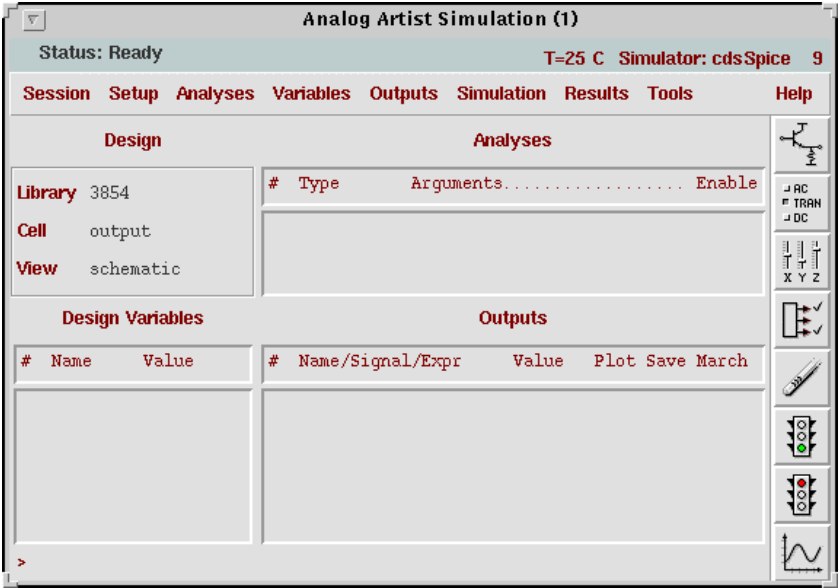 Analog Artist Simulation (1)
Status: Ready T=25 C Simulator: cdsSpice 9
Session Setup Analyses Variables Outputs Simulation Results Tools Help
Design
Library 3854
Cell output
View schematic
Analyses
# Type Arguments.................. Enable
Design Variables
# Name Value
Outputs
# Name/Signal/Expr Value Plot Save March
>
AC
TRAN
DC
X Y Z